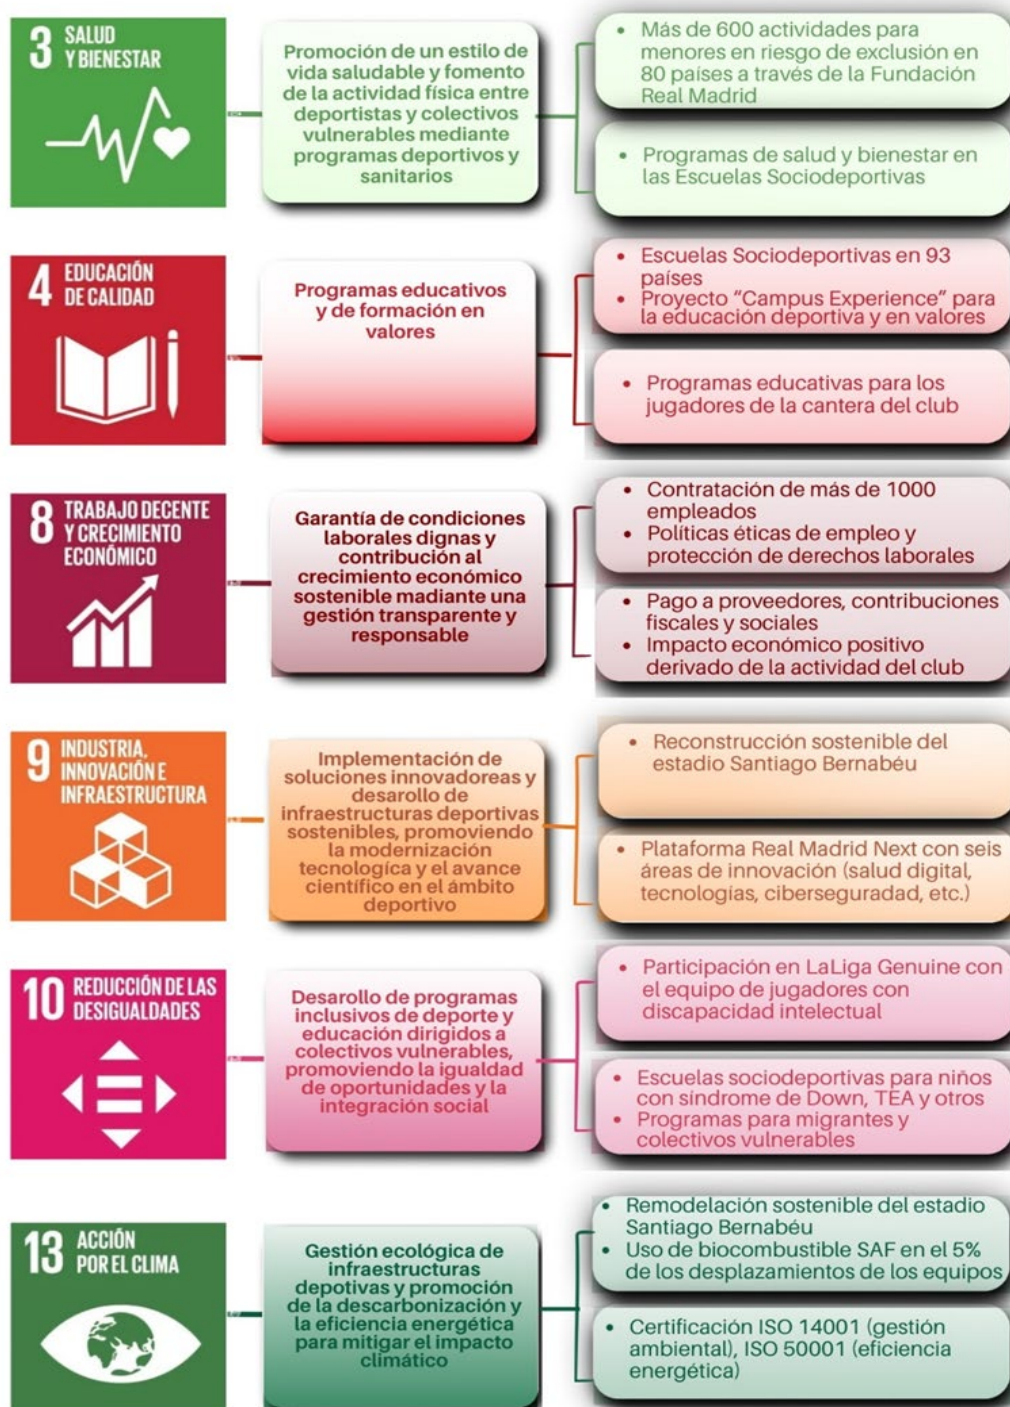 3 SALUD
Y BIENESTAR
Promoción de un estilo de
vida saludable y fomento
de la actividad física entre
deportistas y colectivos
vulnerables mediante
programas deportivos y
sanitarios
• Más de 600 actividades para
menores en riesgo de exclusión en
80 países a través de la Fundación
Real Madrid
• Programas de salud y bienestar en
las Escuelas Sociodeportivas
4 EDUCACIÓN
DE CALIDAD
Programas educativos
y de formación en
valores
• Escuelas Sociodeportivas en 93
países
• Proyecto “Campus Experience” para
la educación deportiva y en valores
• Programas educativas para los
jugadores de la cantera del club
8 TRABAJO DECENTE
Y CRECIMIENTO
ECONÓMICO
Garantía de condiciones
laborales dignas y
contribución al
crecimiento económico
sostenible madiante una
gestión transparente y
responsable
• Contratación de más de 1000
empleados
• Políticas éticas de empleo y
protección de derechos laborales
• Pago a proveedores, contribuciones
fiscales y sociales
• Impacto económico positivo
derivado de la actividad del club
9 INDUSTRIA,
INNOVACIÓN E
INFRAESTRUCTURA
Implementación de
soluciones innovadoreas y
desarollo de
infraestructuras deportivas
sostenibles, promoviendo
la modernización
tecnologíca y el avance
científico en el ámbito
deportivo
• Reconstrucción sostenible del
estadio Santiago Bernabéu
• Plataforma Real Madrid Next con seis
áreas de innovación (salud digital,
tecnologías, ciberseguradad, etc.)
10 REDUCCIÓN DE LAS
DESIGUALDADES
Desarollo de programas
inclusivos de deporte y
educación dirigidos a
colectivos vulnerables,
promoviendo la igualdad
de oportunidades y la
integración social
• Participación en LaLiga Genuine con
el equipo de jugadores con
discapacidad intelectual
• Escuelas sociodeportivas para niños
con síndrome de Down, TEA y otros
• Programas para migrantes y
colectivos vulnerables
13 ACCIÓN
POR EL CLIMA
Gestión ecológica de
infraestructuras
depotivas y promoción
de la descarbonización y
la eficiencia energética
para mitigar el impacto
climático
• Remodelación sostenible del estadio
Santiago Bernabéu
• Uso de biocombustible SAF en el 5%
de los desplazamientos de los equipos
• Certificación ISO 14001 (gestión
ambiental), ISO 50001 (eficiencia
energética)